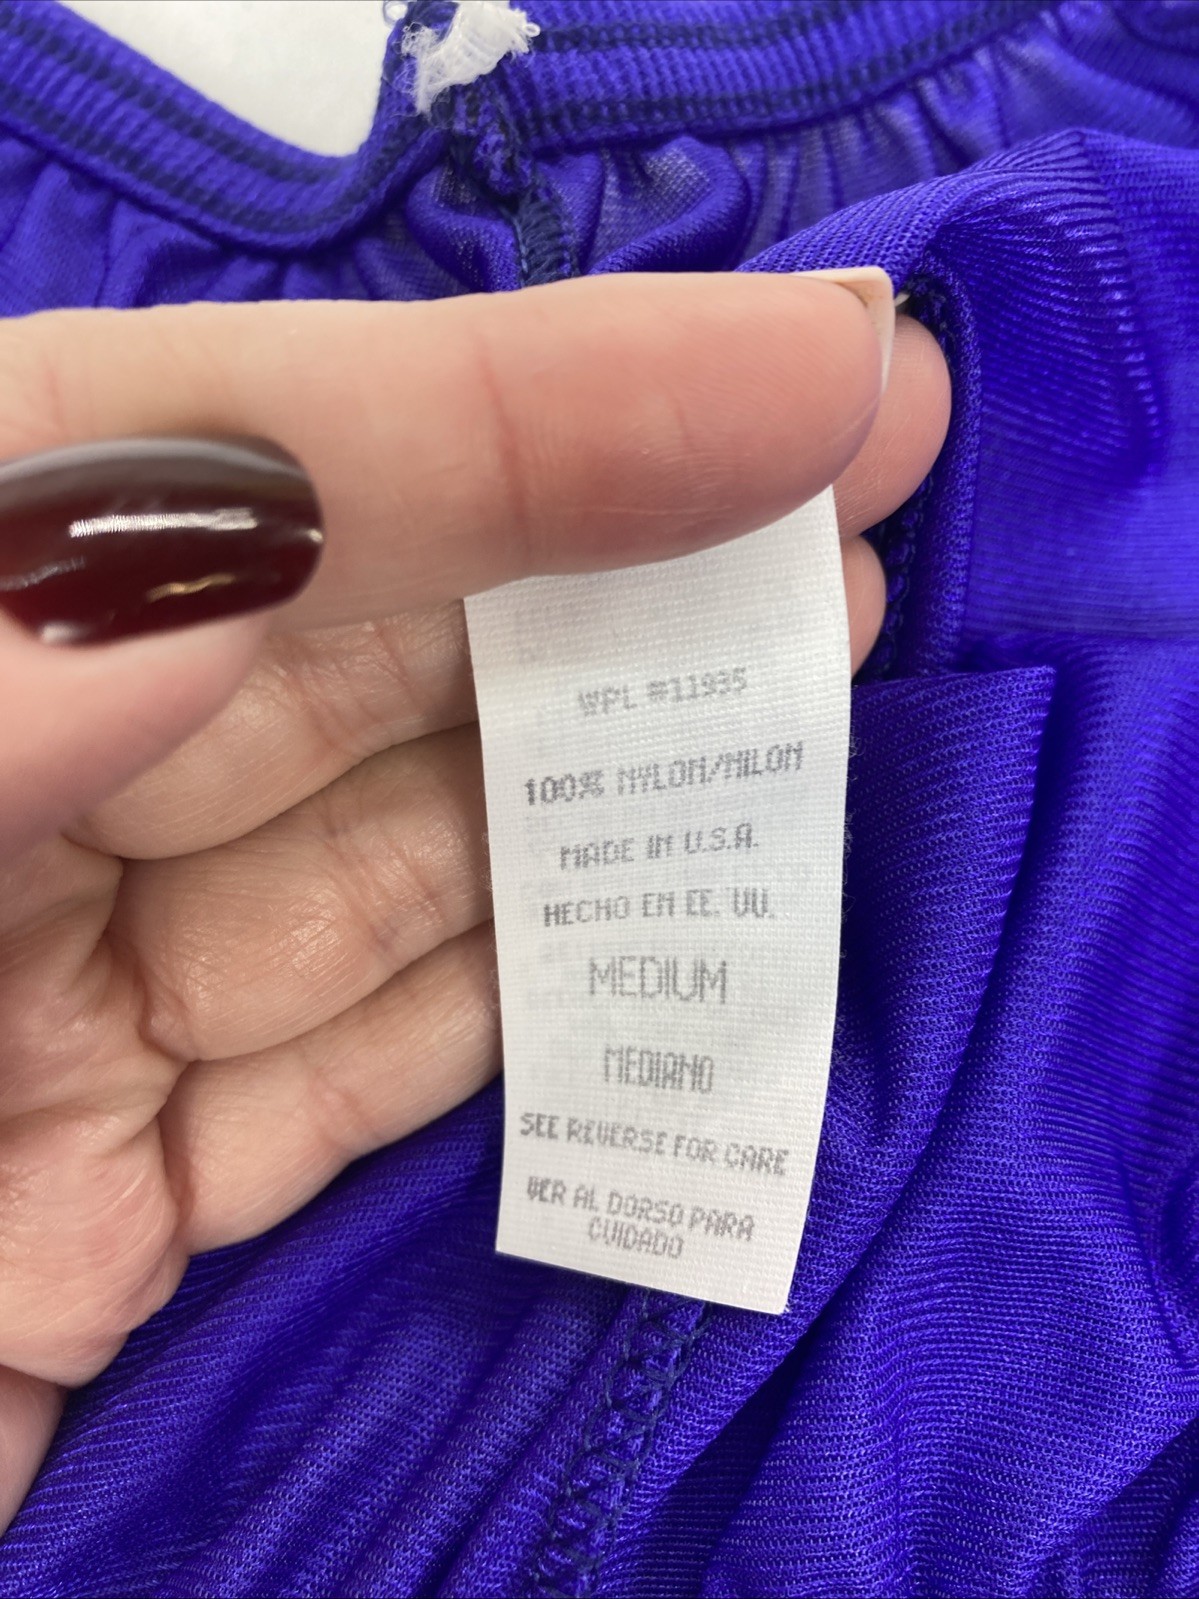 WPL #11935
100% NYLON/NILON
MADE IN U.S.A.
HECHO EN EE. UU.
MEDIUM
MEDIANO
SEE REVERSE FOR CARE
VER AL DORSO PARA
CUIDADO